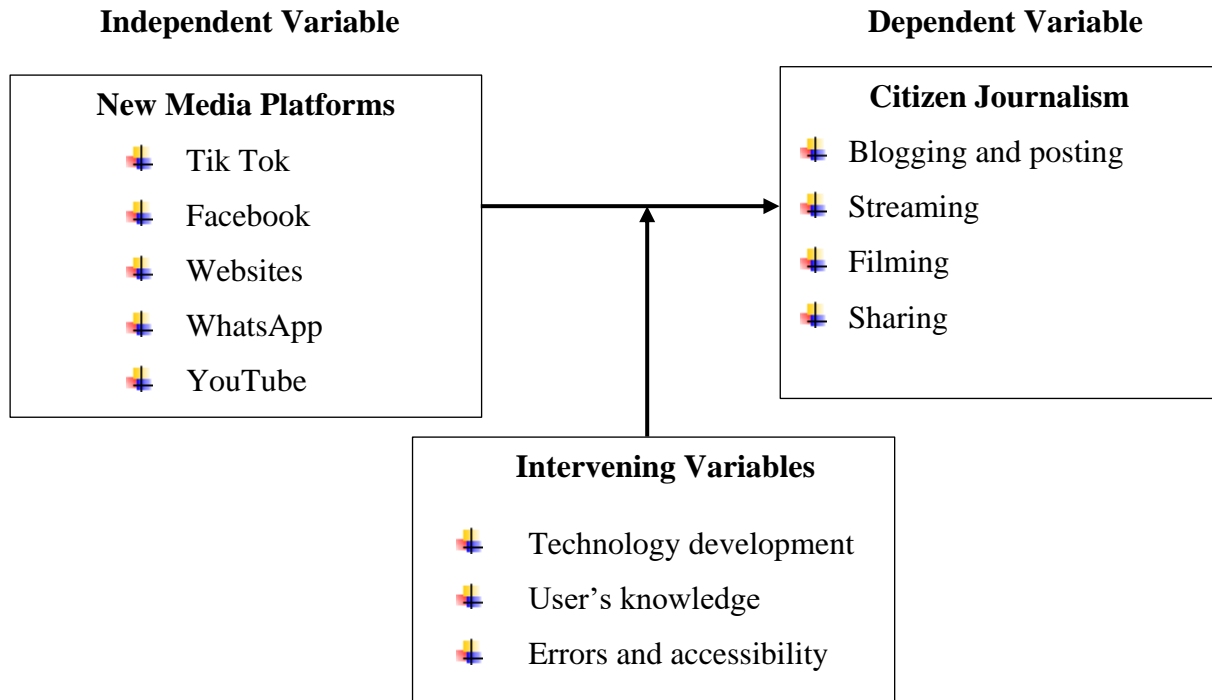 Independent Variable
Dependent Variable
New Media Platforms
Tik Tok
Facebook
Websites
WhatsApp
YouTube
Citizen Journalism
Blogging and posting
Streaming
Filming
Sharing
Intervening Variables
Technology development
User’s knowledge
Errors and accessibility